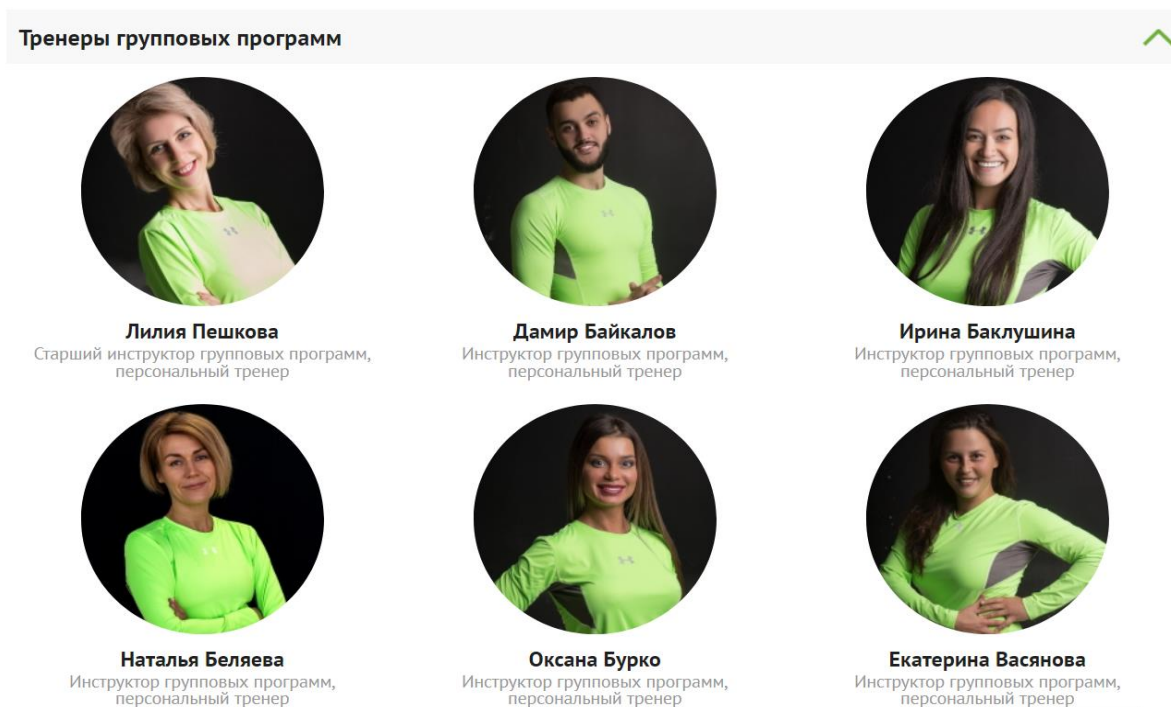 Тренеры групповых программ
Лилия Пешкова
Старший инструктор групповых программ,
персональный тренер
Дамир Байкалов
Инструктор групповых программ,
персональный тренер
Ирина Баклушина
Инструктор групповых программ,
персональный тренер
Наталья Беляева
Инструктор групповых программ,
персональный тренер
Оксана Бурко
Инструктор групповых программ,
персональный тренер
Екатерина Васянова
Инструктор групповых программ,
персональный тренер